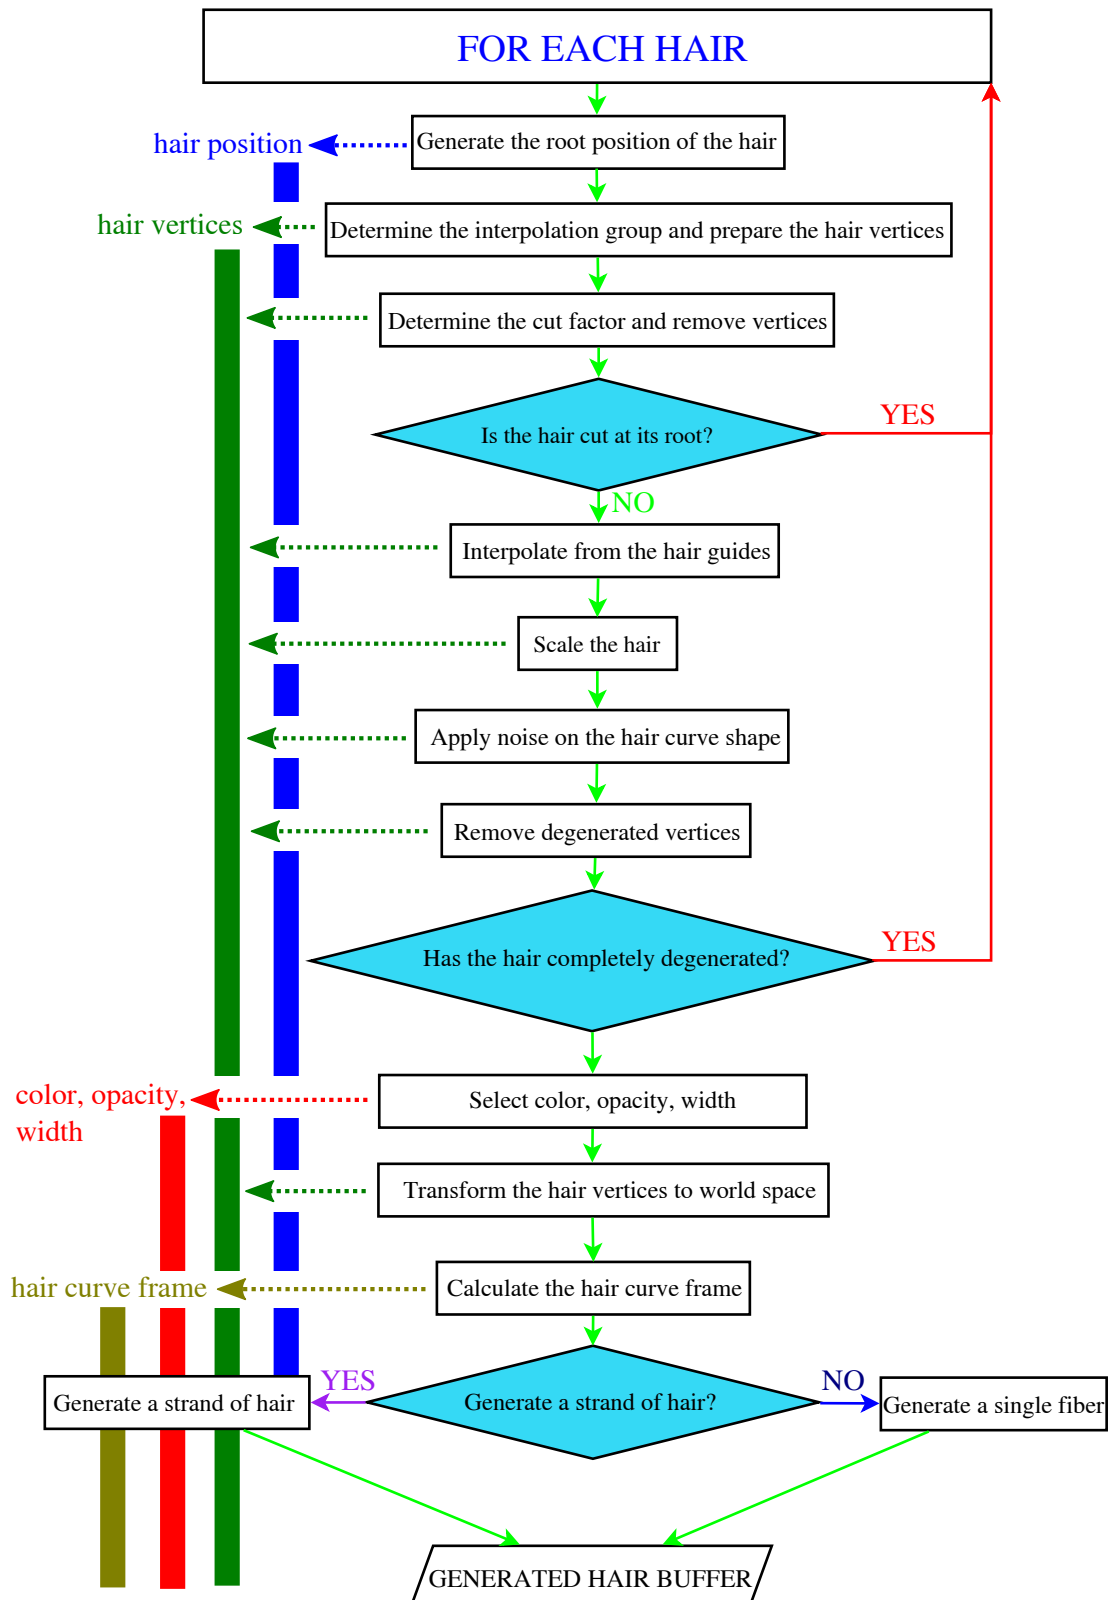 FOR EACH HAIR
Generate the root position of the hair
hair position
Determine the interpolation group and prepare the hair vertices
hair vertices
Determine the cut factor and remove vertices
Is the hair cut at its root?
YES
NO
Interpolate from the hair guides
Scale the hair
Apply noise on the hair curve shape
Remove degenerated vertices
Has the hair completely degenerated?
YES
color, opacity,
width
Select color, opacity, width
Transform the hair vertices to world space
hair curve frame
Calculate the hair curve frame
Generate a strand of hair
YES
Generate a strand of hair?
NO
Generate a single fiber
GENERATED HAIR BUFFER